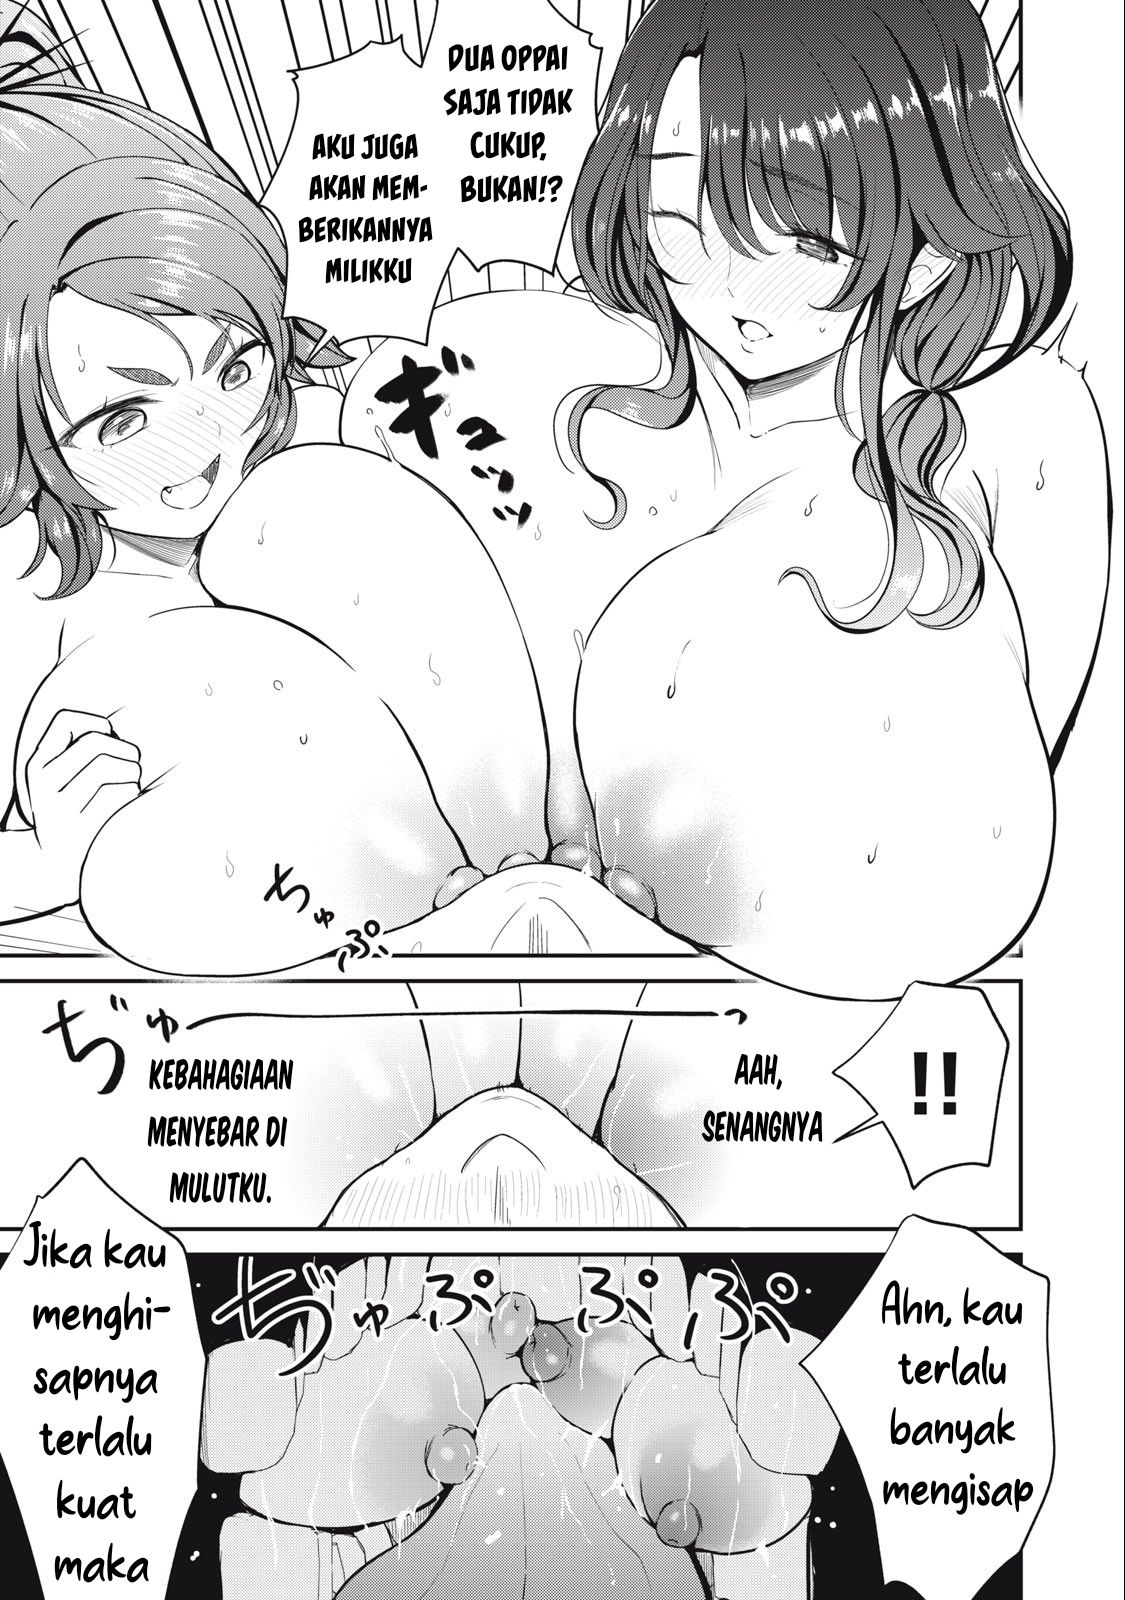 DUA OPPAI
SAJA TIDAK
CUKUP,
BUKAN!?
AKU JUGA
AKAN MEM-
BERIKANNYA
MILIKKU
ギュッッ
ちゅぷ
!!
AAH,
SENANGNYA
ぢゅーっ
KEBAHAGIAAN
MENYEBAR DI
MULUTKU.
Ahn, kau
terlalu
banyak
mengisap
ぢゅぷぷぷ
Jika kau
menghi-
sapnya
terlalu
kuat
maka